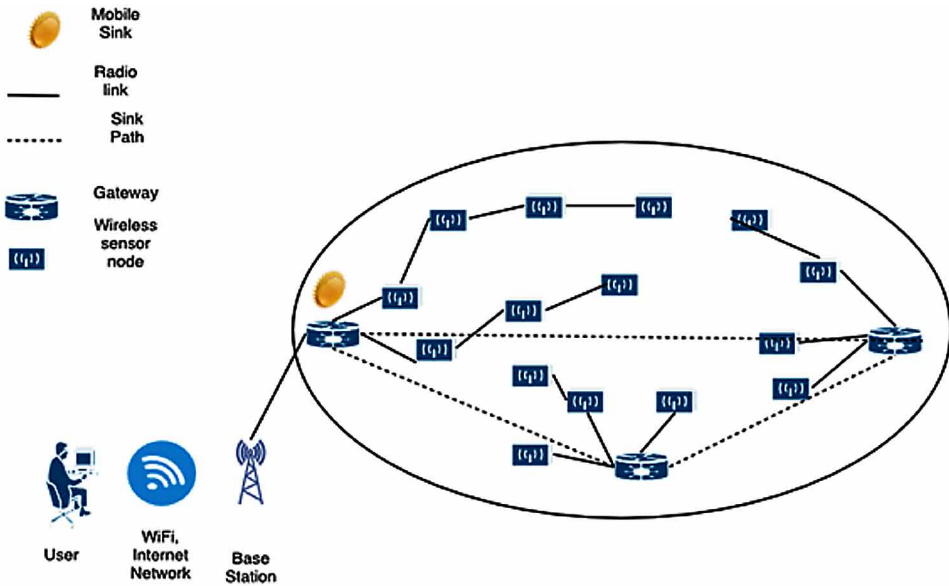 Mobile
Sink
Radio
link
Sink
Path
Gateway
Wireless
sensor
node
User
WiFi,
Internet
Network
Base
Station